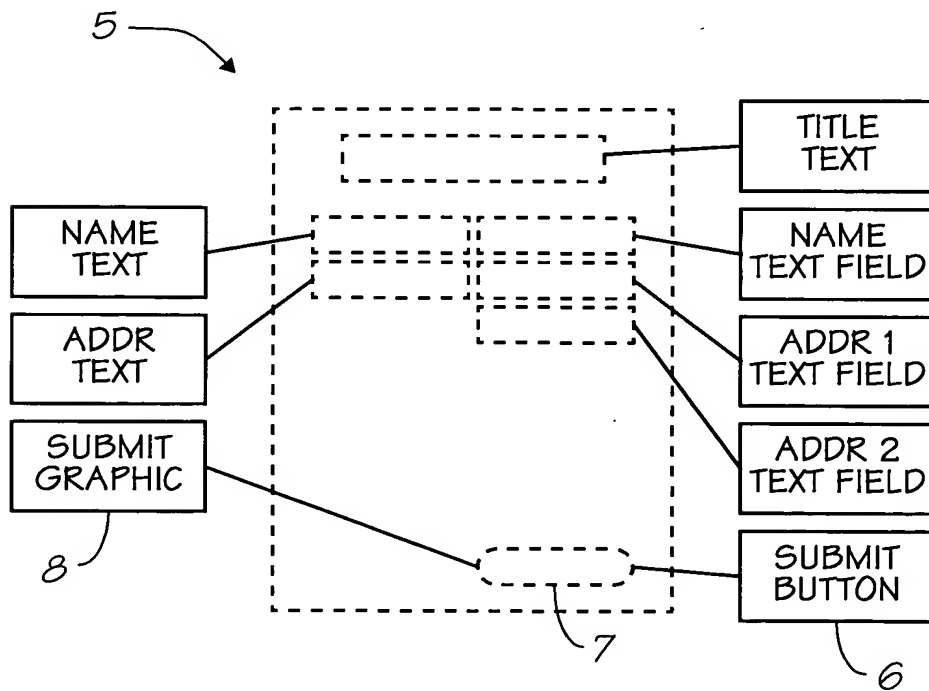 5
TITLE
TEXT
NAME
TEXT
NAME
TEXT FIELD
ADDR
TEXT
ADDR 1
TEXT FIELD
SUBMIT
GRAPHIC
ADDR 2
TEXT FIELD
8
SUBMIT
BUTTON
7
6